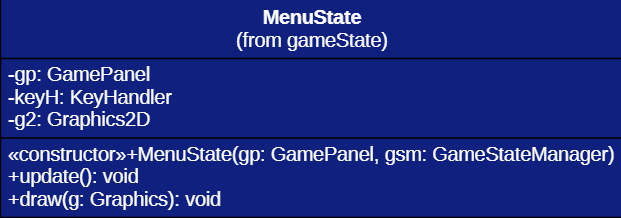 MenuState
(from gameState)
-gp: GamePanel
-keyH: KeyHandler
-g2: Graphics2D
«constructor»+MenuState(gp: GamePanel, gsm: GameStateManager)
+update(): void
+draw(g: Graphics): void